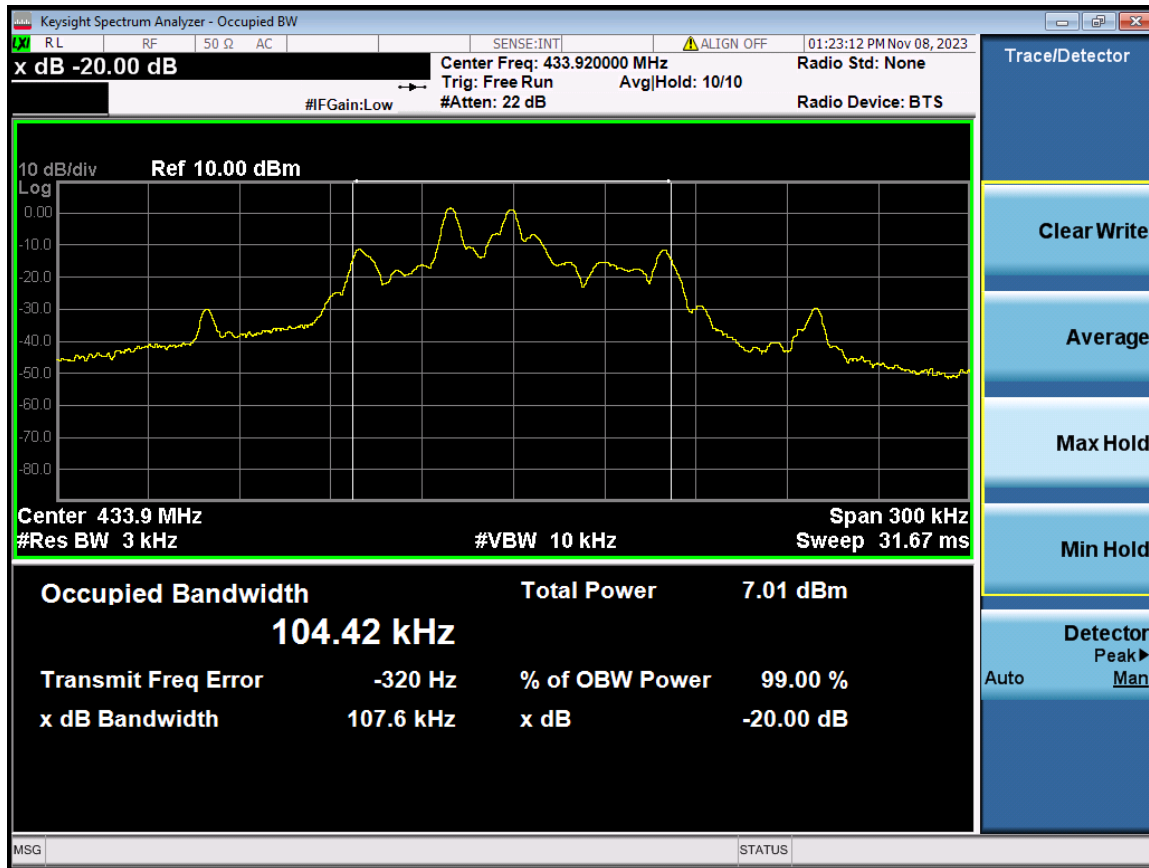 Keysight Spectrum Analyzer - Occupied BW
LXI RL RF 50 Ω AC SENSE:INT ALIGN OFF 01:23:12 PM Nov 08, 2023
x dB -20.00 dB
Center Freq: 433.920000 MHz
Radio Std: None
Trig: Free Run Avg|Hold: 10/10
#IFGain:Low
#Atten: 22 dB
Radio Device: BTS
10 dB/div Ref 10.00 dBm
Log
0.00
-10.0
-20.0
-30.0
-40.0
-50.0
-60.0
-70.0
-80.0
Center 433.9 MHz Span 300 kHz
#Res BW 3 kHz #VBW 10 kHz Sweep 31.67 ms
Occupied Bandwidth Total Power 7.01 dBm
104.42 kHz
Transmit Freq Error -320 Hz % of OBW Power 99.00 %
x dB Bandwidth 107.6 kHz x dB -20.00 dB
MSG STATUS
Trace/Detector
Clear Write
Average
Max Hold
Min Hold
Detector
Peak▶
Auto Man